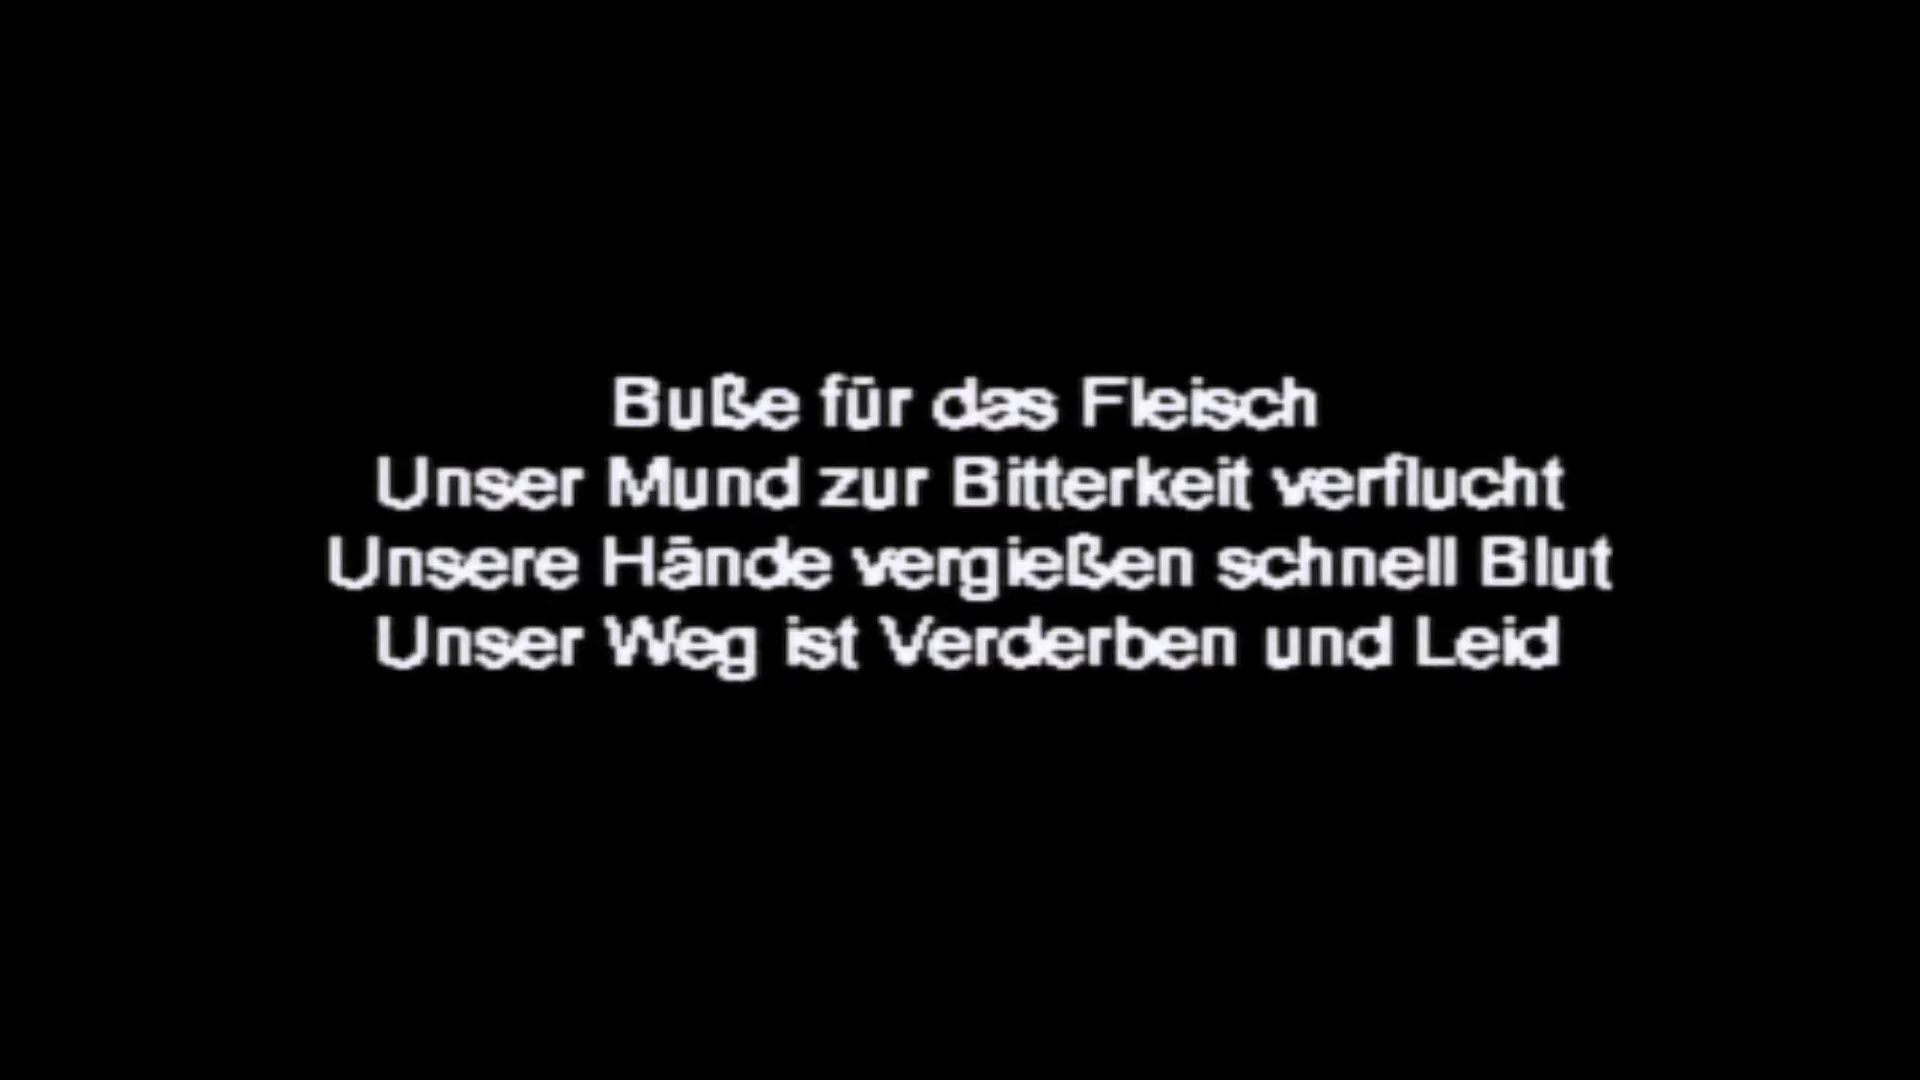 Buße für das Fleisch
Unser Mund zur Bitterkeit verflucht
Unsere Hände vergießen schnell Blut
Unser Weg ist Verderben und Leid